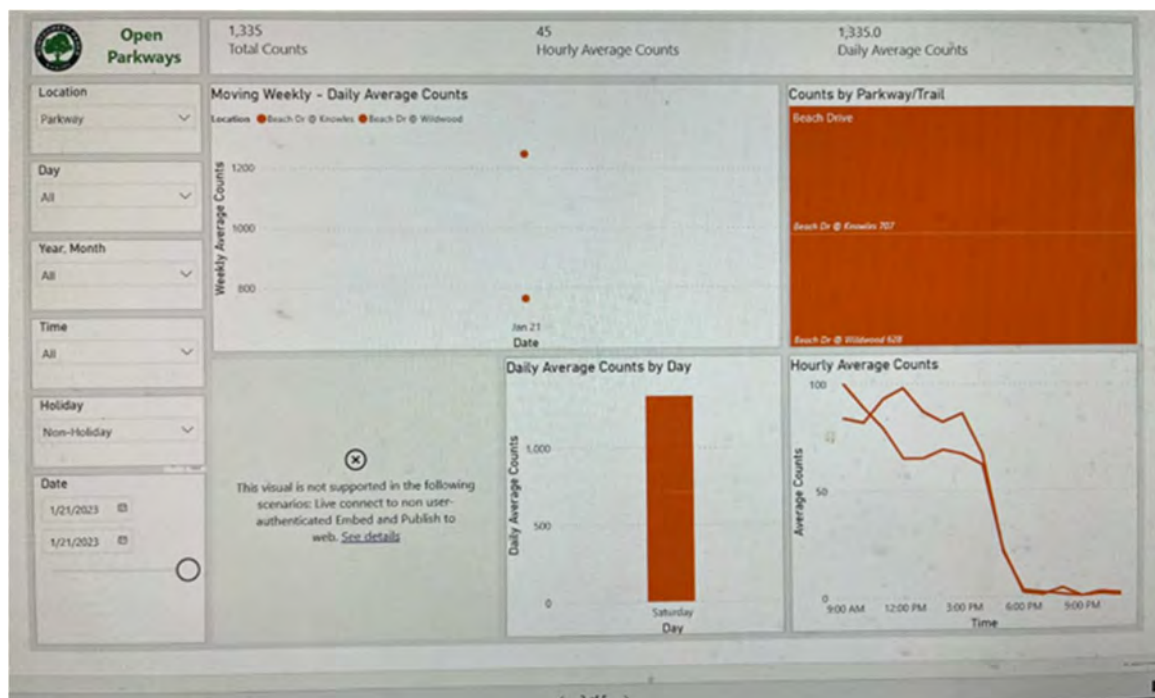 Open
Parkways
1,335
Total Counts
45
Hourly Average Counts
1,335.0
Daily Average Counts
Location
Parkway
Day
All
Year, Month
All
Time
All
Holiday
Non-Holiday
Date
1/21/2023
1/21/2023
Moving Weekly - Daily Average Counts
Location Beach Dr @ Knowles Beach Dr @ Wildwood
Weekly Average Counts
1200
1000
800
Jan 21
Date
Counts by Parkway/Trail
Beach Drive
Beach Dr @ Knowles 707
Beach Dr @ Wildwood 628
This visual is not supported in the following
scenarios: Live connect to non user-
authenticated Embed and Publish to
web. See details
Daily Average Counts by Day
Daily Average Counts
1,000
500
0
Saturday
Day
Hourly Average Counts
Average Counts
100
50
0
9:00 AM 12:00 PM 3:00 PM 6:00 PM 9:00 PM
Time